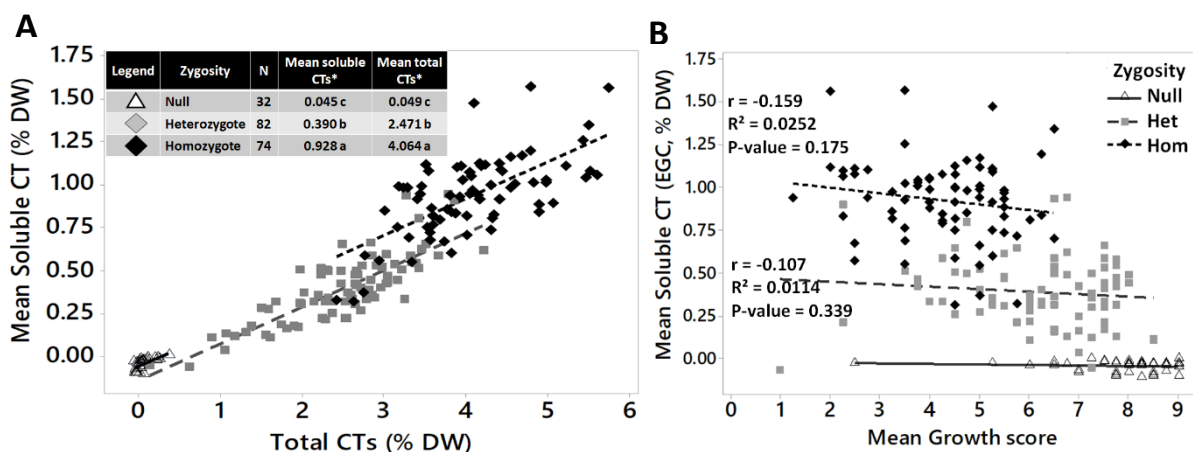 A
Mean Soluble CT (% DW)
1.75
1.50
1.25
1.00
0.75
0.50
0.25
0.00
Legend Zygosity N Mean soluble CTs* Mean total CTs*
Null 32 0.045 c 0.049 c
Heterozygote 82 0.390 b 2.471 b
Homozygote 74 0.928 a 4.064 a
0 1 2 3 4 5 6
Total CTs (% DW)
B
Mean Soluble CT (EGC, % DW)
1.75
1.50
1.25
1.00
0.75
0.50
0.25
0.00
r = -0.159
R² = 0.0252
P-value = 0.175
r = -0.107
R² = 0.0114
P-value = 0.339
Zygosity
Null
Het
Hom
0 1 2 3 4 5 6 7 8 9
Mean Growth score